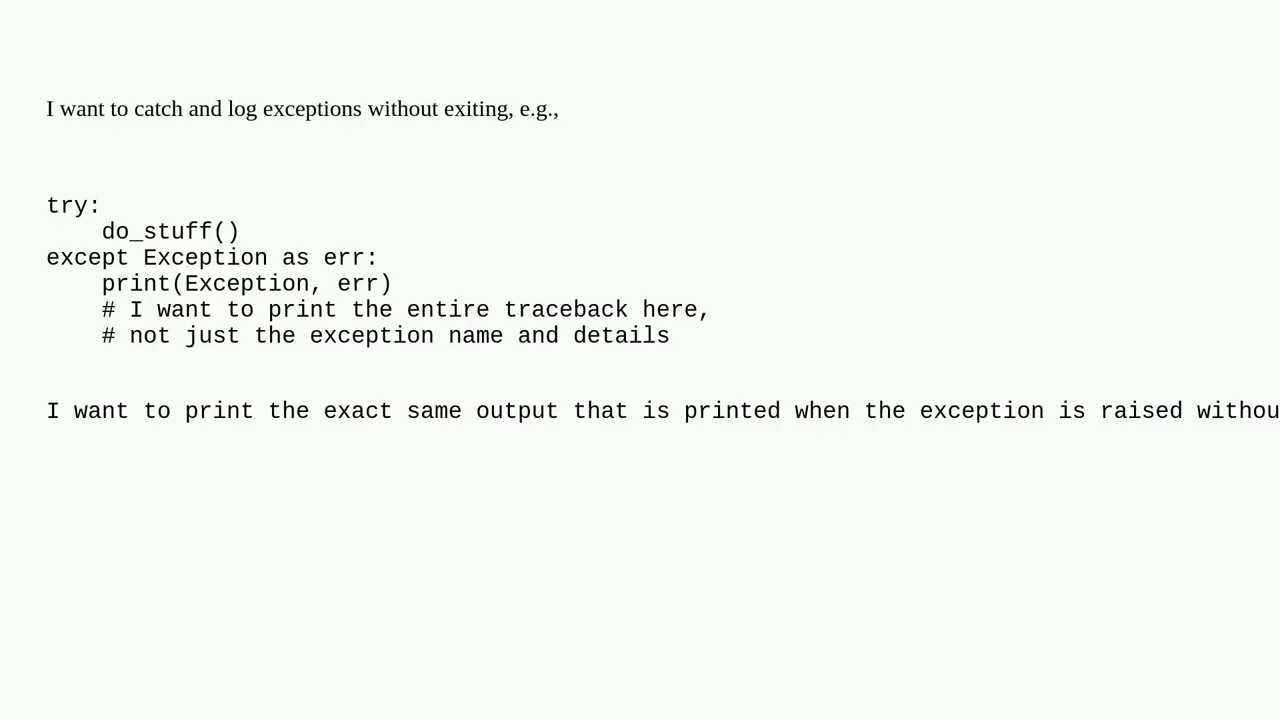 I want to catch and log exceptions without exiting, e.g.,
try:
    do_stuff()
except Exception as err:
    print(Exception, err)
    # I want to print the entire traceback here,
    # not just the exception name and details
I want to print the exact same output that is printed when the exception is raised